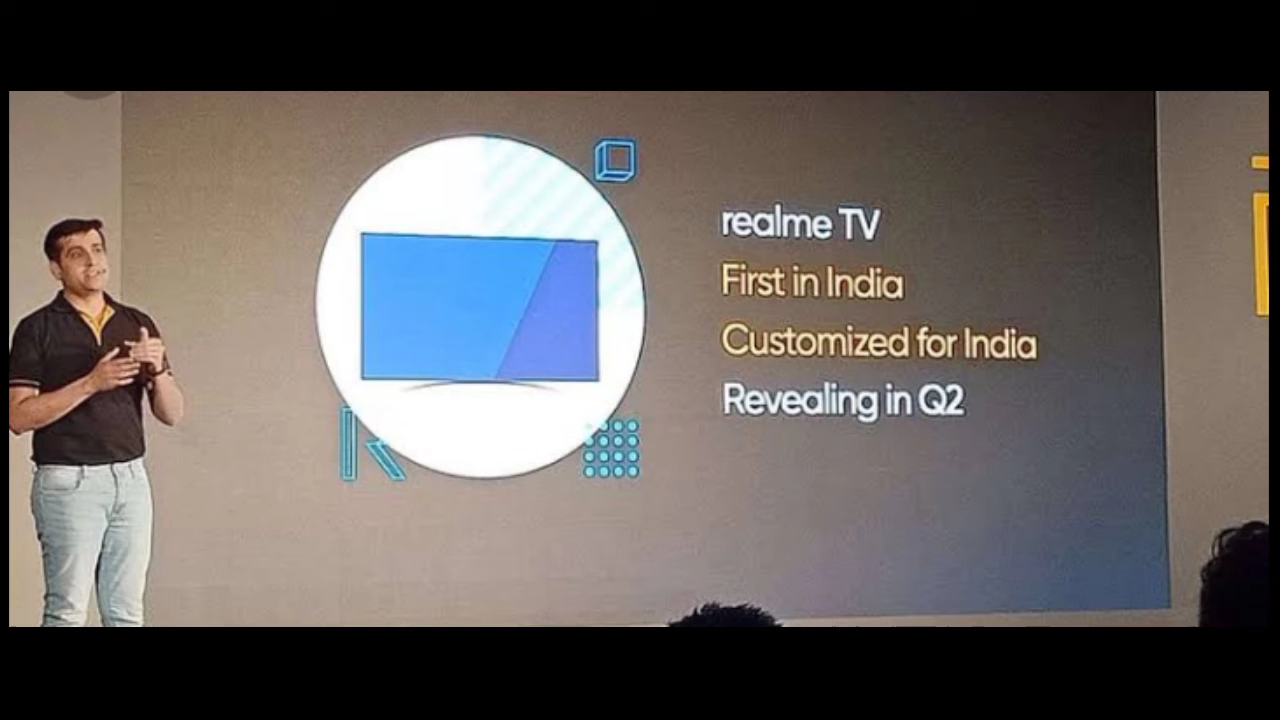 realme TV
First in India
Customized for India
Revealing in Q2